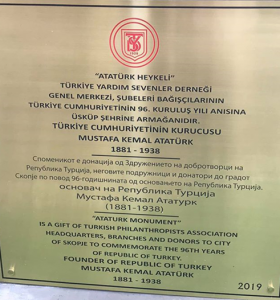 "ATATÜRK HEYKELİ"
TÜRKİYE YARDIM SEVENLER DERNEĞİ
GENEL MERKEZİ, ŞUBELERİ BAĞIŞÇILARININ
TÜRKİYE CUMHURİYETİNİN 96. KURULUŞ YILI ANISINA
ÜSKÜP ŞEHRİNE ARMAĞANIDIR.
TÜRKİYE CUMHURİYETİNİN KURUCUSU
MUSTAFA KEMAL ATATÜRK
1881 - 1938
Споменикот е донација од Здружението на добротворци на
Република Турција, неговите подружници и донатори до градот
Скопје по повод 96-годишнината од основањето на Република Турција.
основач на Република Турција
Мустафа Кемал Ататурк
(1881-1938)
"ATATURK MONUMENT"
IS A GIFT OF TURKISH PHILANTHROPISTS ASSOCIATION
HEADQUARTERS, BRANCHES AND DONORS TO CITY
OF SKOPJE TO COMMEMORATE THE 96TH YEARS
OF REPUBLIC OF TURKEY.
FOUNDER OF REPUBLIC OF TURKEY
MUSTAFA KEMAL ATATÜRK
1881 - 1938
2019